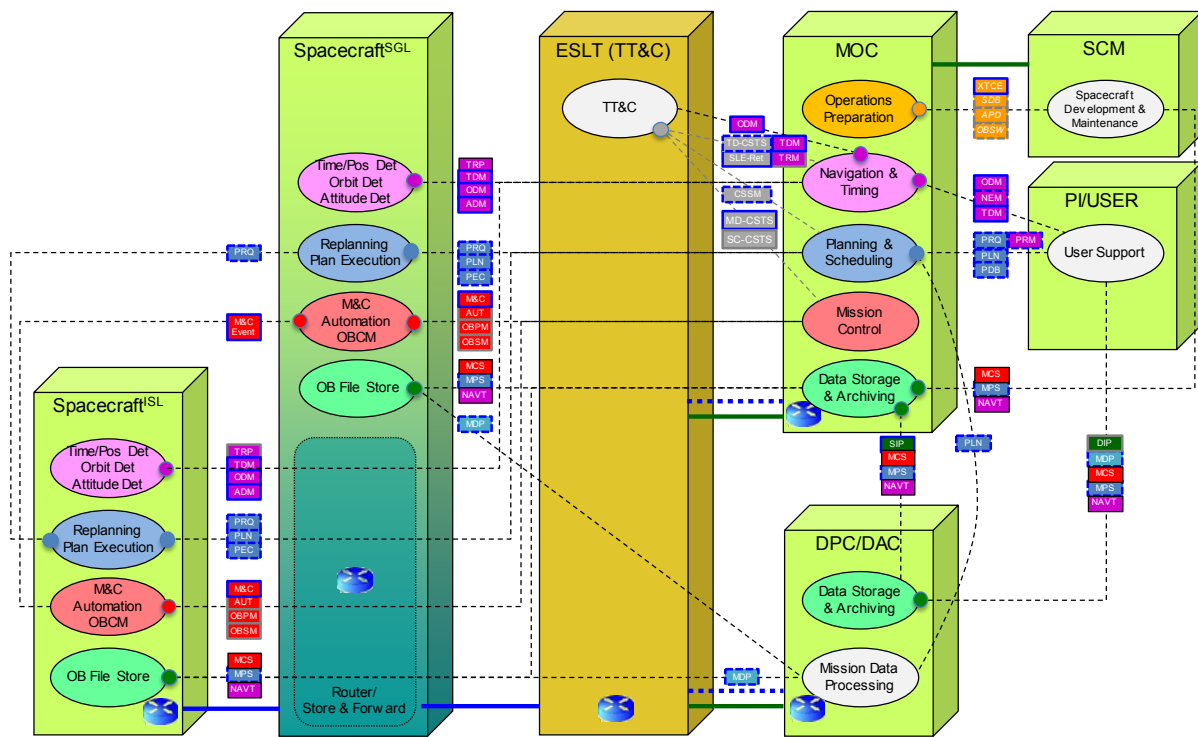 Spacecraft^SGL
Time/Pos Det
Orbit Det
Attitude Det
TRP
TDM
ODM
ADM
Replanning
Plan Execution
PRQ
PRQ
PLN
PEC
M&C
Automation
OBCM
M&C
Event
M&C
AUT
OBPM
OBSM
OB File Store
MCS
MPS
NAVT
MDP
Router/
Store & Forward
Spacecraft^ISL
Time/Pos Det
Orbit Det
Attitude Det
TRP
TDM
ODM
ADM
Replanning
Plan Execution
PRQ
PLN
PEC
M&C
Automation
OBCM
M&C
AUT
OBPM
OBSM
OB File Store
MCS
MPS
NAVT
ESLT (TT&C)
TT&C
ODM
TD-CSTS
TDM
SLE-Ret
TRM
CSSM
MD-CSTS
SC-CSTS
MOC
Operations
Preparation
Navigation
& Timing
Planning &
Scheduling
Mission
Control
Data Storage
& Archiving
XTCE
SDB
APD
OBSW
SCM
Spacecraft
Development &
Maintenance
ODM
NEM
TDM
PRQ
PRM
PLN
PDB
PI/USER
User Support
MCS
MPS
NAVT
SIP
MCS
MPS
NAVT
PLN
DIP
MDP
MCS
MPS
NAVT
DPC/DAC
Data Storage
& Archiving
Mission Data
Processing
MDP